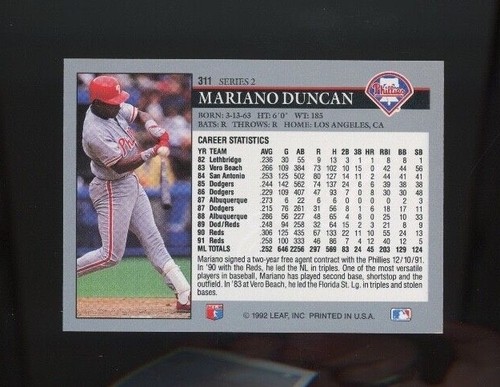 311 SERIES 2
Phillies
MARIANO DUNCAN
BORN: 3-13-63 HT: 6'0" WT: 185
BATS: R THROWS: R HOME: LOS ANGELES, CA
CAREER STATISTICS
YR TEAM AVG G AB R H 2B 3B HR RBI BB SB
82 Lethbridge .236 30 55 9 13 3 1 1 8 8 1
83 Vero Beach .266 109 384 73 102 10 15 0 42 44 56
84 San Antonio .253 125 502 80 127 14 11 2 44 41 41
85 Dodgers .244 142 562 74 137 24 6 6 39 38 38
86 Dodgers .229 109 407 47 93 7 0 8 30 30 48
87 Albuquerque .273 6 22 6 6 0 0 0 0 2 3
87 Dodgers .215 76 261 31 56 8 1 6 18 17 11
88 Albuquerque .286 56 227 48 65 4 8 0 25 10 33
89 Dod/Reds .248 94 258 32 64 15 2 3 21 8 9
90 Reds .306 125 435 67 133 22 11 10 55 24 13
91 Reds .258 100 333 46 86 7 4 12 40 12 5
ML TOTALS .252 646 2256 297 569 83 24 45 203 129 124
Mariano signed a two-year free agent contract with the Phillies 12/10/91.
In '90 with the Reds, he led the NL in triples. One of the most versatile
players in baseball, Mariano has played second base, shortstop and the
outfield. In '83 at Vero Beach, he led the Florida St. Lg. in triples and stolen
bases.
© 1992 LEAF, INC PRINTED IN U.S.A.